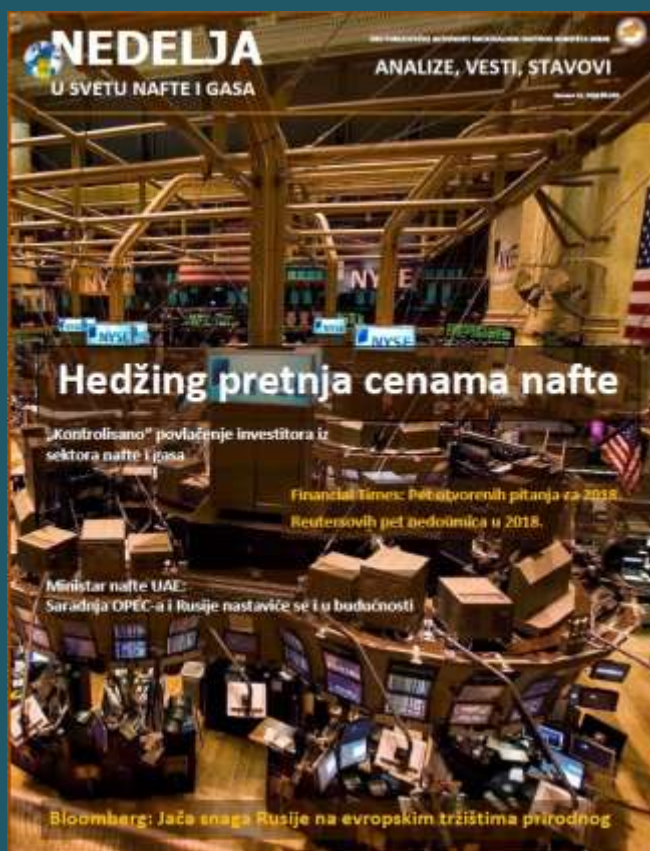 NEDELJA
U SVETU NAFTE I GASA
ANALIZE, VESTI, STAVOVI
NYSE
NYSE
NYSE
Hedžing pretnja cenama nafte
„Kontrolisano” povlačenje investitora iz
sektora nafte i gasa
Financial Times: Pet otvorenih pitanja za 2018.
Reutersovih pet nedoumica u 2018.
Ministar nafte UAE:
Saradnja OPEC-a i Rusije nastaviće se i u budućnosti
Bloomberg: Jača snaga Rusije na evropskim tržištima prirodnog